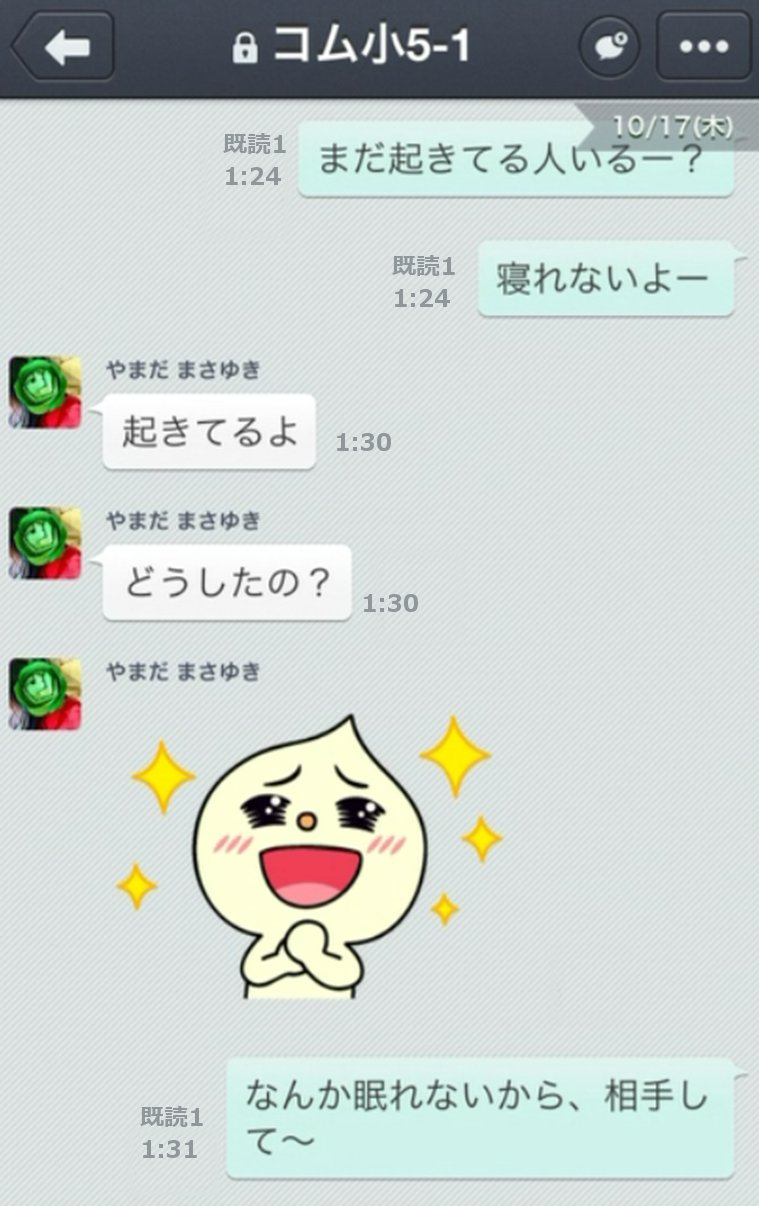 コム小5-1
10/17(木)
既読1
1:24
まだ起きてる人いるー？
既読1
1:24
寝れないよー
やまだ まさゆき
起きてるよ
1:30
やまだ まさゆき
どうしたの？
1:30
やまだ まさゆき
既読1
1:31
なんか眠れないから、相手し
て〜